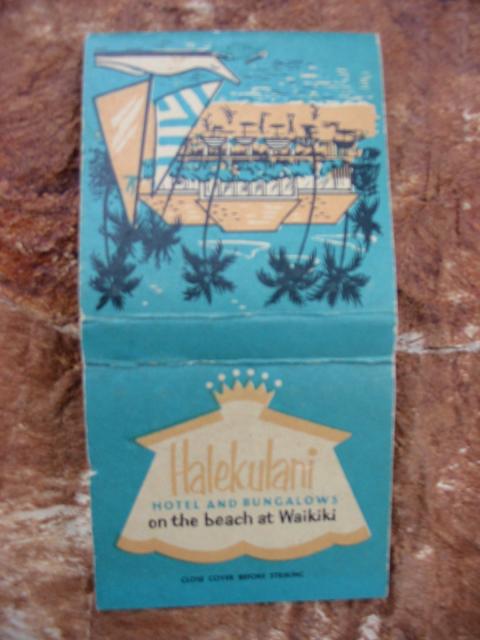 Halekulani
HOTEL AND BUNGALOWS
on the beach at Waikiki
CLOSE COVER BEFORE STRIKING